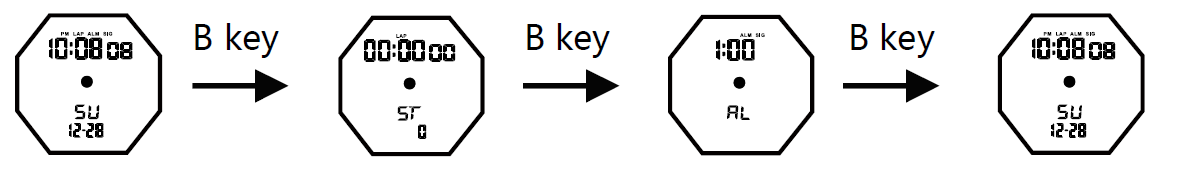 PM LAP ALM SIG
10:08 08
SU
12-28
B key
LAP
00:00 00
ST
0
B key
ALM SIG
1:00
AL
B key
PM LAP ALM SIG
10:08 08
SU
12-28